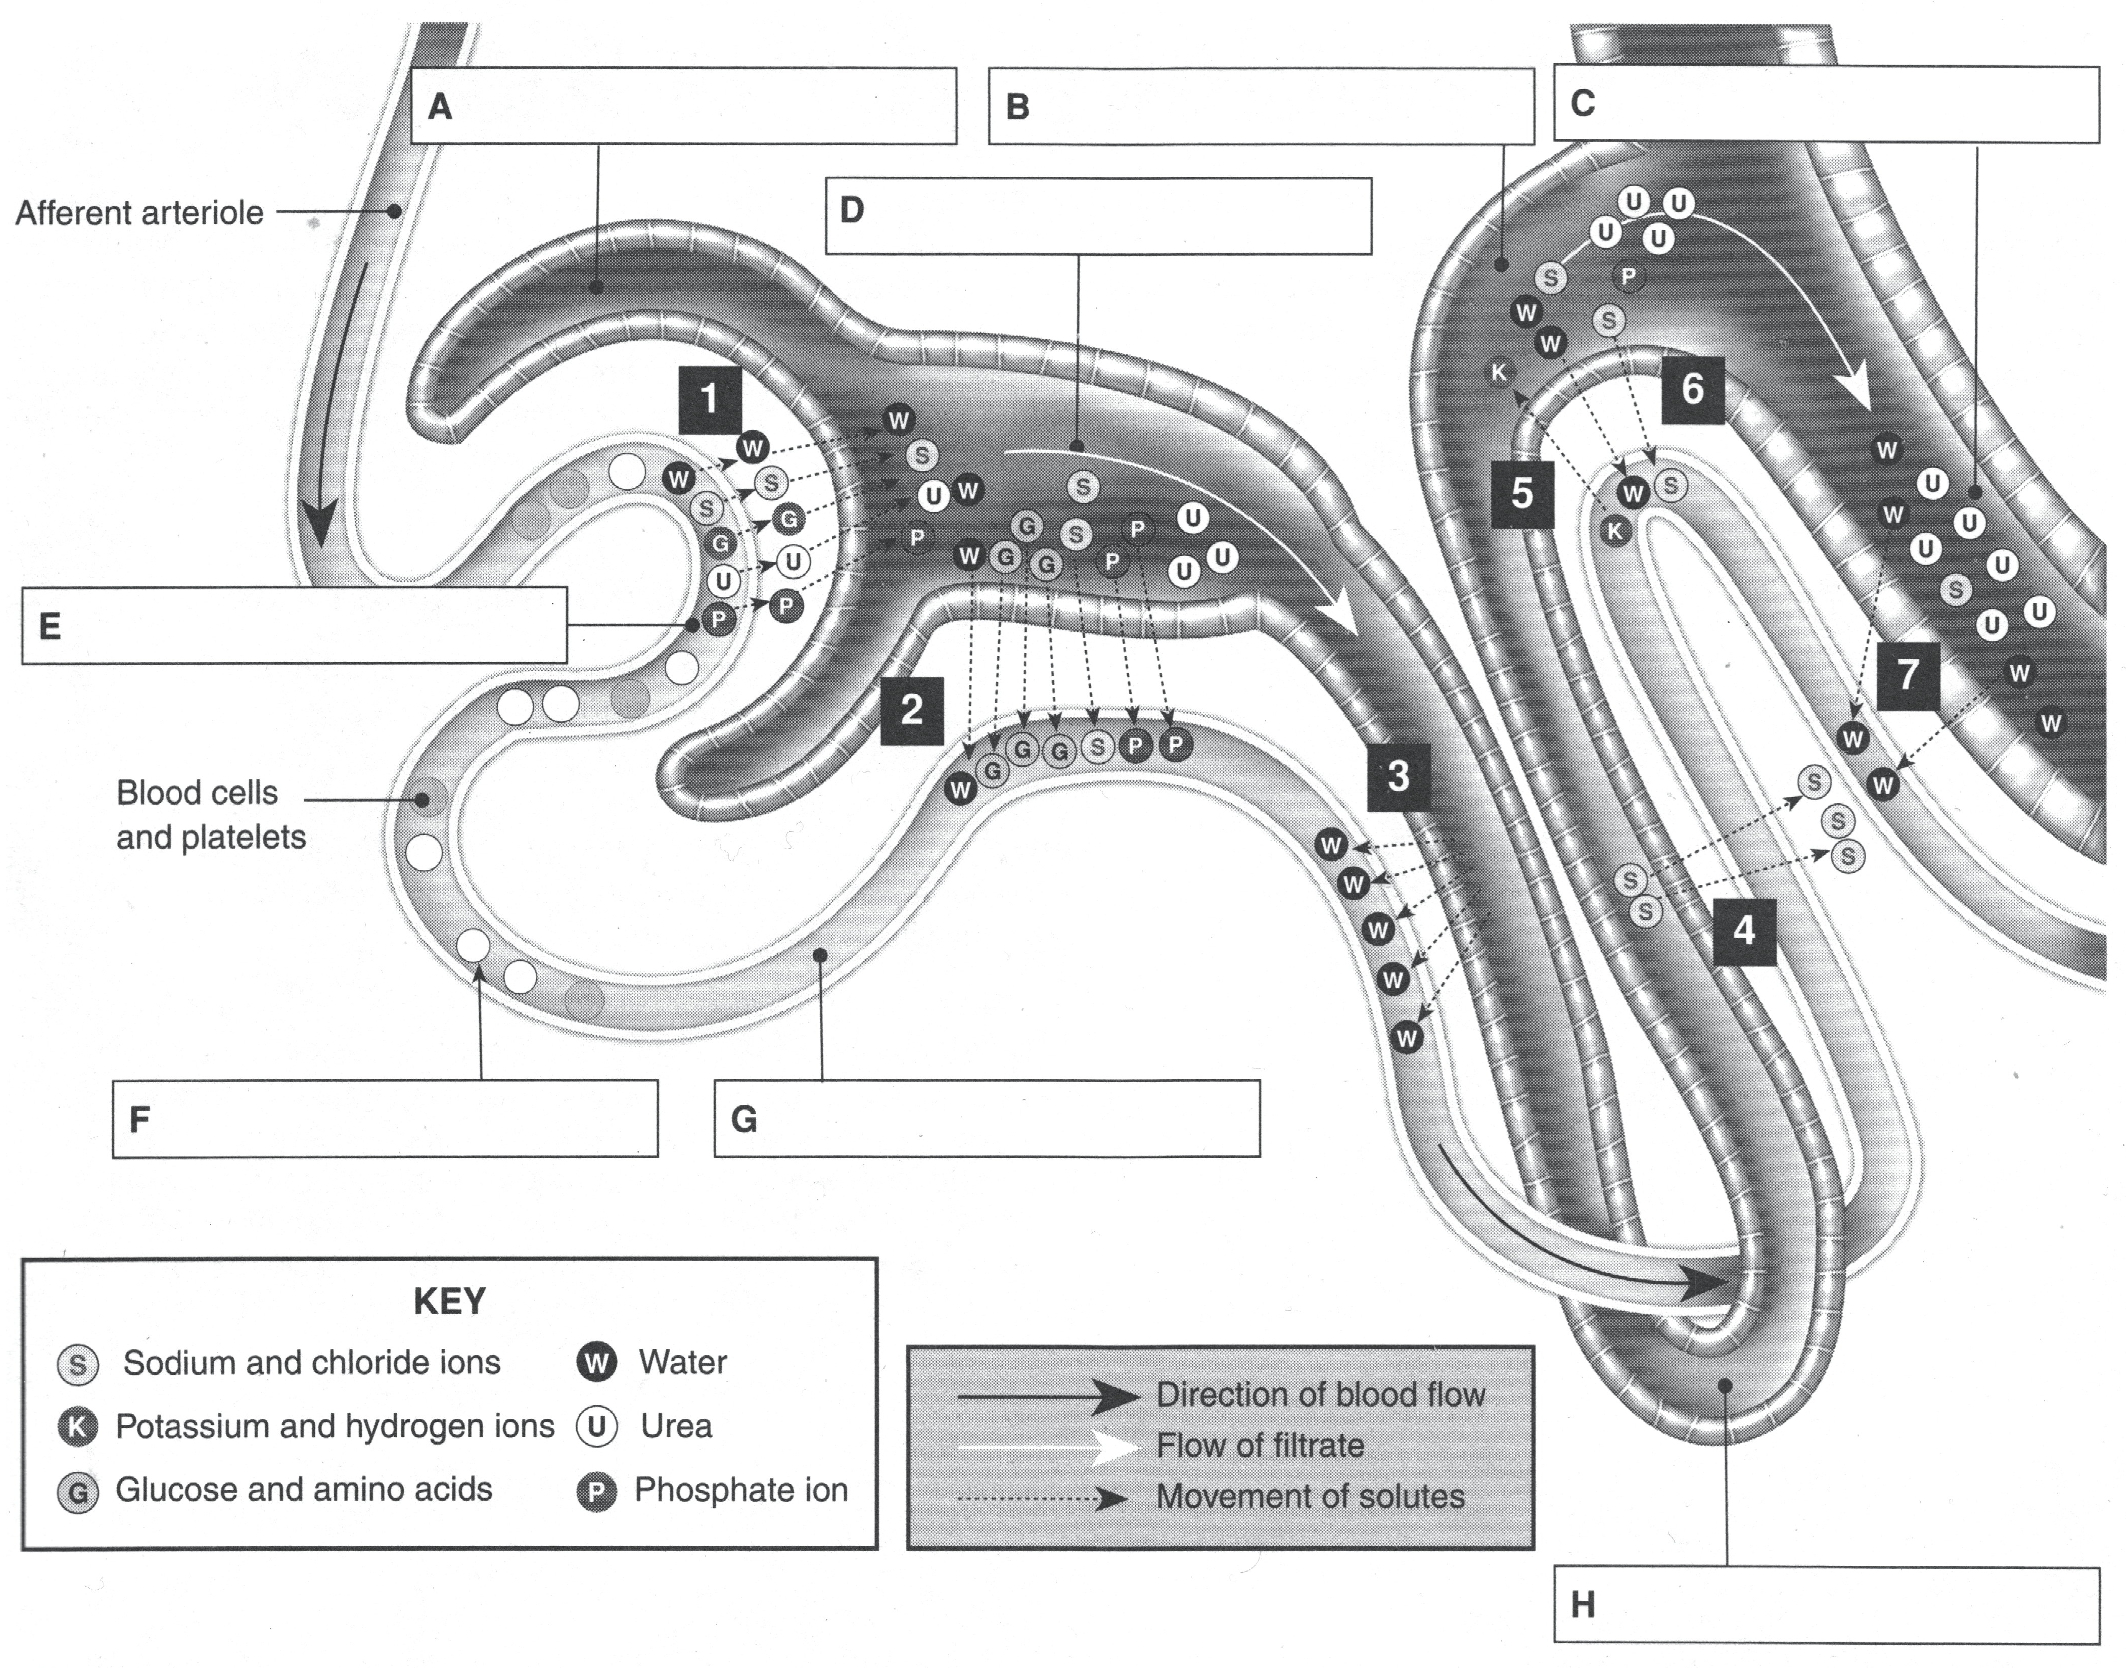 A
B
C
D
Afferent arteriole
U U
U U
S P
W S
W
K
6
1
W
W
W S
W S
S G
G U
U P
P
W
S
U W
P
W G G G S P P
S
U
U U
5
W S
K
W
U
W U
U U
S U
U
W
W
7
E
2
W G G G S P P
3
W
W
W
W
W
W
W
S
S
S
S
S
4
Blood cells
and platelets
F
G
KEY
S Sodium and chloride ions W Water
K Potassium and hydrogen ions U Urea
G Glucose and amino acids P Phosphate ion
Direction of blood flow
Flow of filtrate
Movement of solutes
H